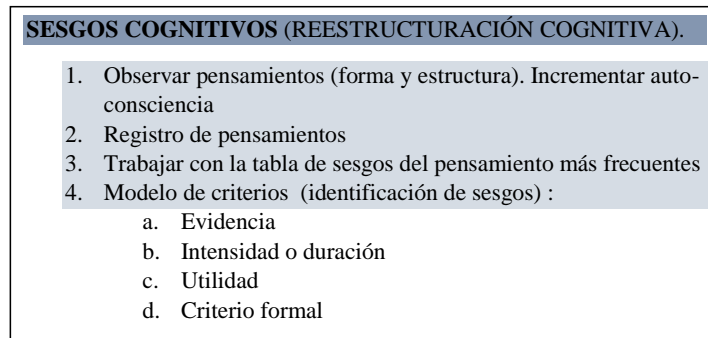 SESGOS COGNITIVOS (REESTRUCTURACIÓN COGNITIVA).
1. Observar pensamientos (forma y estructura). Incrementar auto-
consciencia
2. Registro de pensamientos
3. Trabajar con la tabla de sesgos del pensamiento más frecuentes
4. Modelo de criterios (identificación de sesgos) :
a. Evidencia
b. Intensidad o duración
c. Utilidad
d. Criterio formal